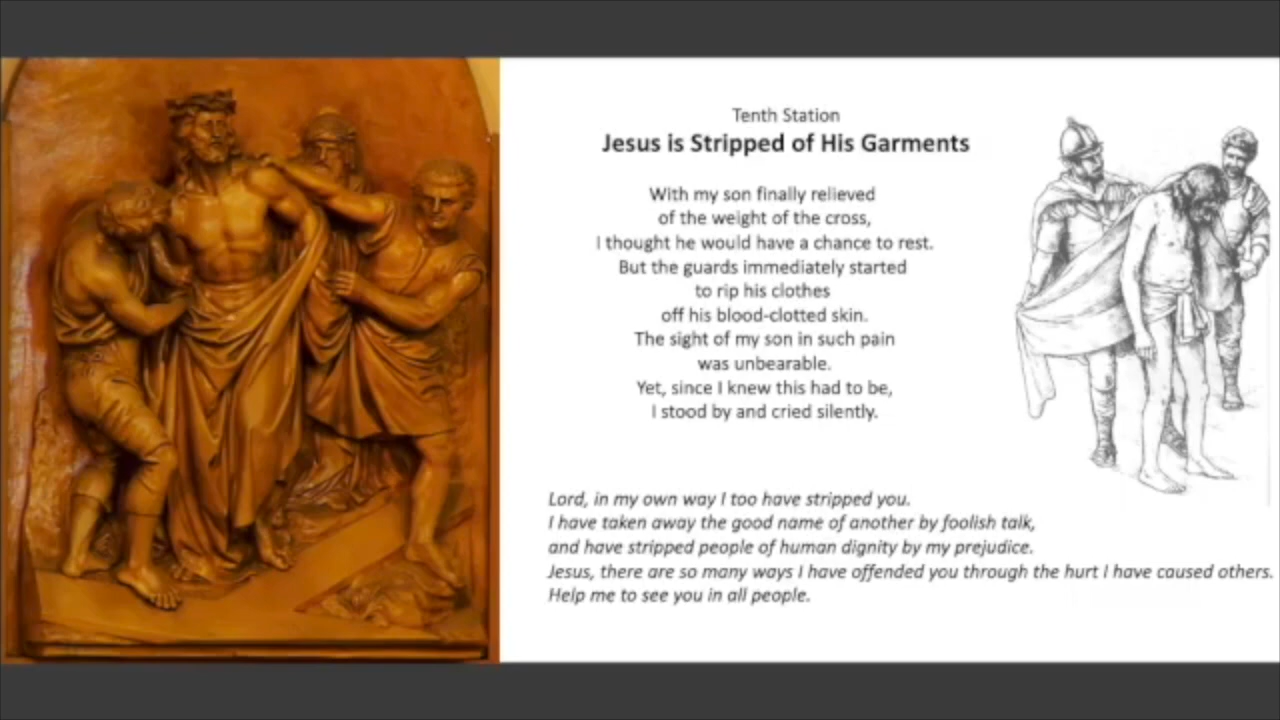 Tenth Station
Jesus is Stripped of His Garments
With my son finally relieved
of the weight of the cross,
I thought he would have a chance to rest.
But the guards immediately started
to rip his clothes
off his blood-clotted skin.
The sight of my son in such pain
was unbearable.
Yet, since I knew this had to be,
I stood by and cried silently.
Lord, in my own way I too have stripped you.
I have taken away the good name of another by foolish talk,
and have stripped people of human dignity by my prejudice.
Jesus, there are so many ways I have offended you through the hurt I have caused others.
Help me to see you in all people.